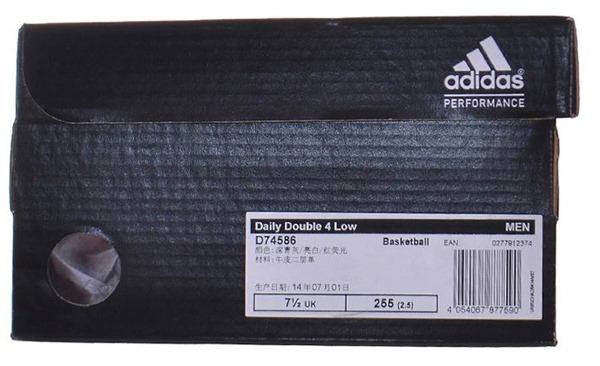 adidas®
PERFORMANCE
Daily Double 4 Low MEN
D74586 Basketball EAN 0277912374
颜色:深青灰/亮白/红荧光
材料:牛皮二层革
生产日期: 14年07月01日
7½ UK 255 (2.5)
4 054067 877590